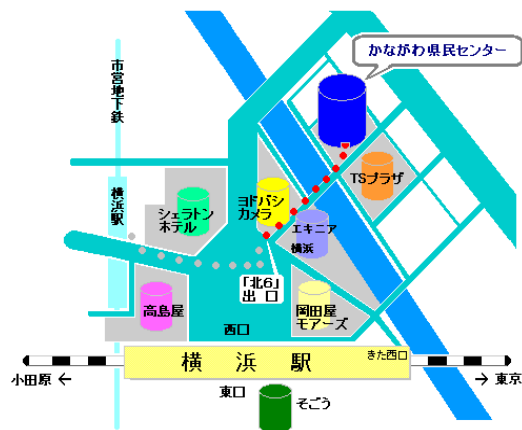 かながわ県民センター
市営地下鉄
横浜駅
TSプラザ
ヨドバシ
カメラ
シェラトン
ホテル
エキニア
横浜
「北6」
出口
高島屋
岡田屋
モアーズ
西口
横浜駅
きた西口
小田原 ←
→ 東京
東口
そごう